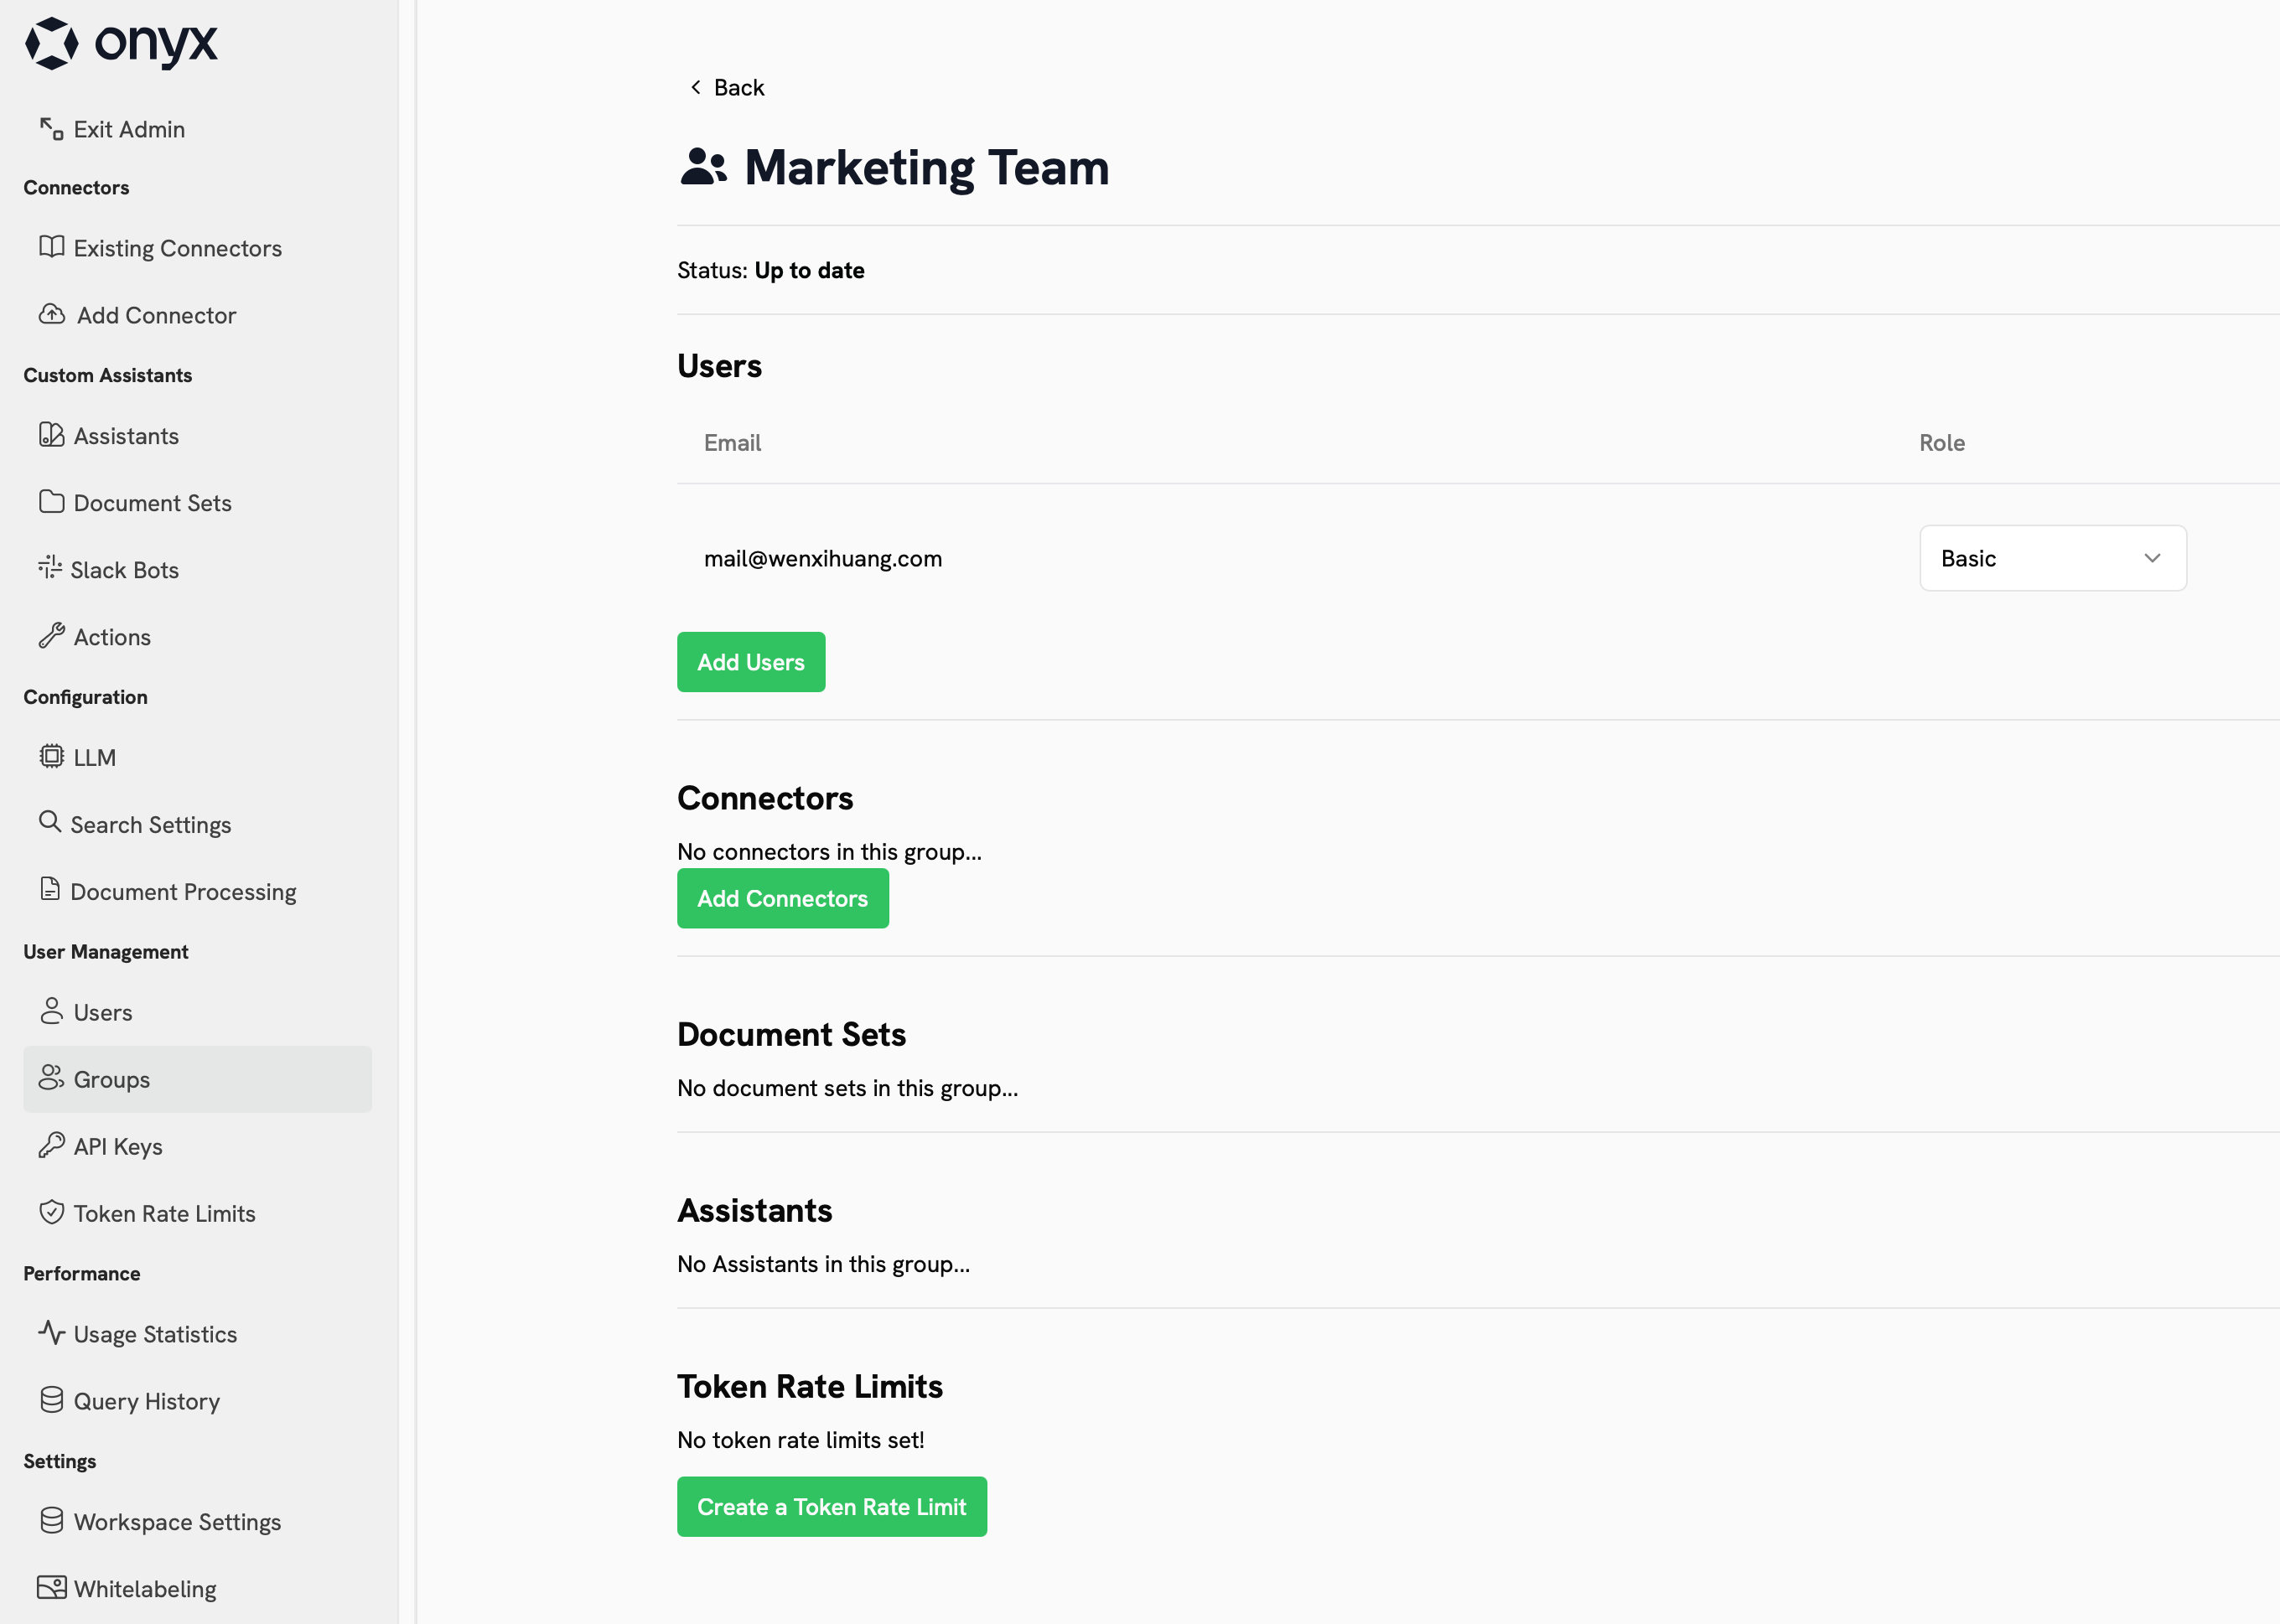 onyx
Exit Admin
Connectors
Existing Connectors
Add Connector
Custom Assistants
Assistants
Document Sets
Slack Bots
Actions
Configuration
LLM
Search Settings
Document Processing
User Management
Users
Groups
API Keys
Token Rate Limits
Performance
Usage Statistics
Query History
Settings
Workspace Settings
Whitelabeling
Back
Marketing Team
Status: Up to date
Users
Email Role
mail@wenxihuang.com Basic
Add Users
Connectors
No connectors in this group...
Add Connectors
Document Sets
No document sets in this group...
Assistants
No Assistants in this group...
Token Rate Limits
No token rate limits set!
Create a Token Rate Limit